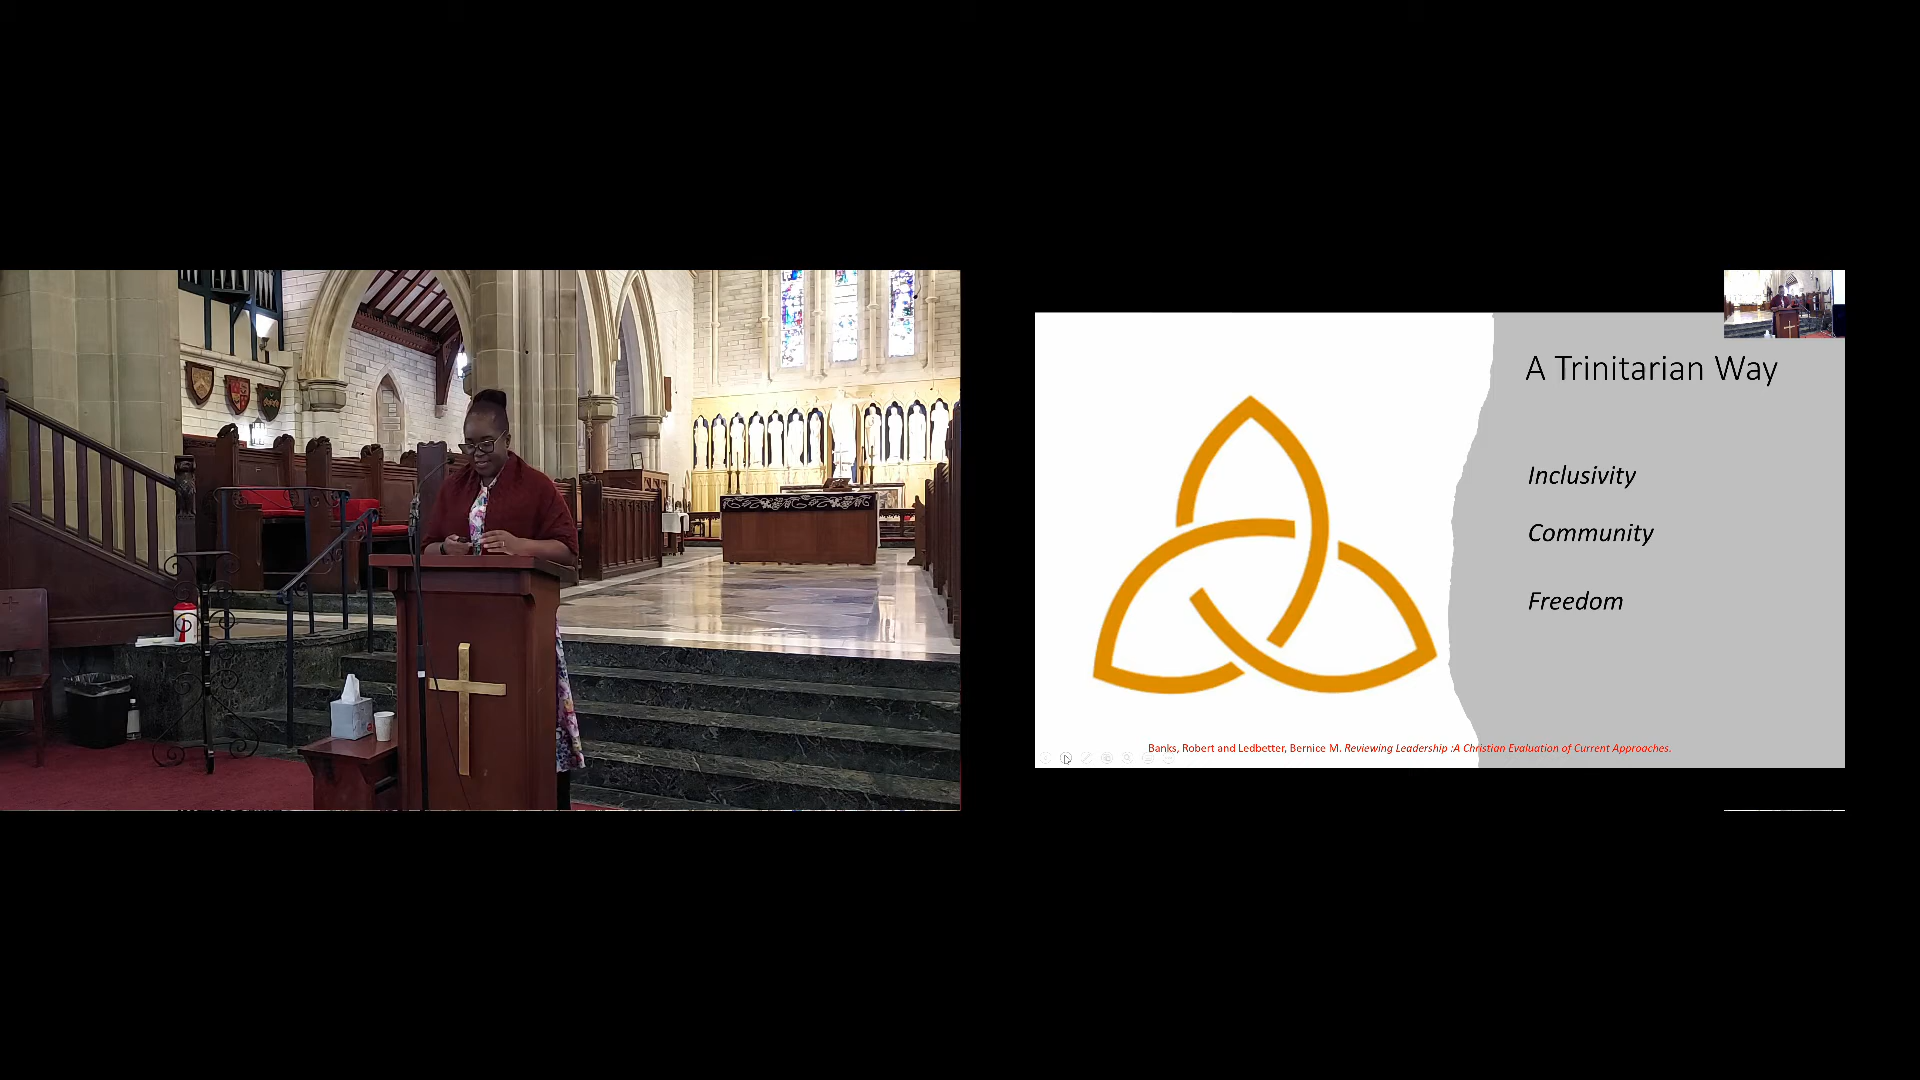 A Trinitarian Way
Inclusivity
Community
Freedom
Banks, Robert and Ledbetter, Bernice M. Reviewing Leadership :A Christian Evaluation of Current Approaches.